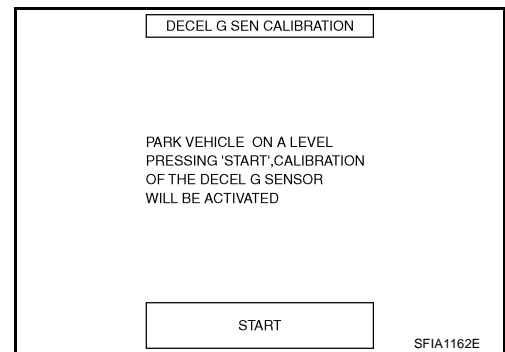 DECEL G SEN CALIBRATION
PARK VEHICLE ON A LEVEL
PRESSING 'START',CALIBRATION
OF THE DECEL G SENSOR
WILL BE ACTIVATED
START
SFIA1162E